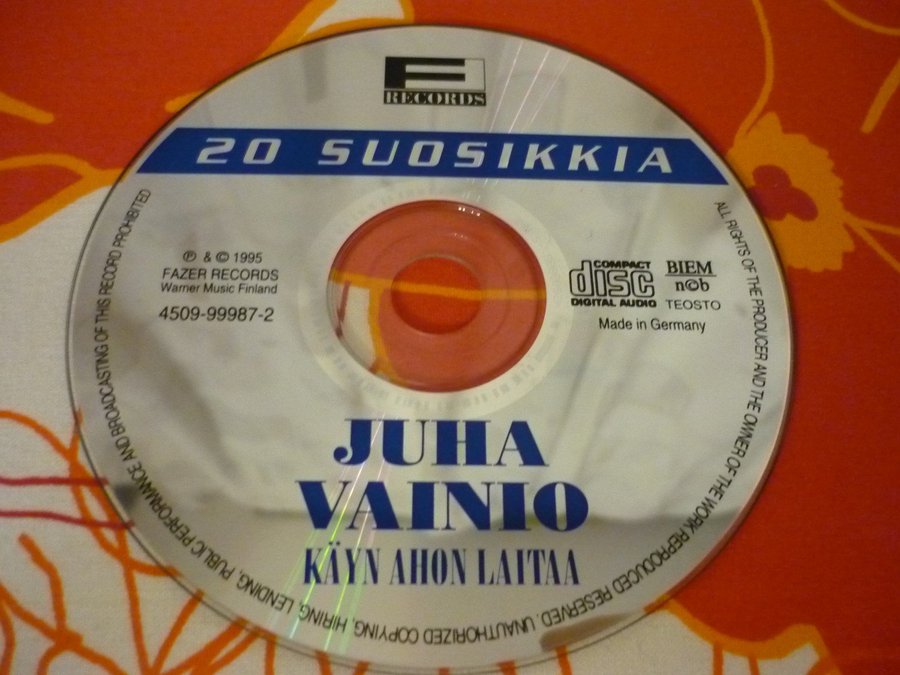 F
RECORDS
20 SUOSIKKIA
℗ & © 1995
FAZER RECORDS
Warner Music Finland
4509-99987-2
COMPACT
disc
DIGITAL AUDIO
BIEM
n©b
TEOSTO
Made in Germany
JUHA
VAINIO
KÄYN AHON LAITAA
ALL RIGHTS OF THE PRODUCER AND THE OWNER OF THE WORK REPRODUCED RESERVED. UNAUTHORIZED COPYING, HIRING, LENDING, PUBLIC PERFORMANCE AND BROADCASTING OF THIS RECORD PROHIBITED